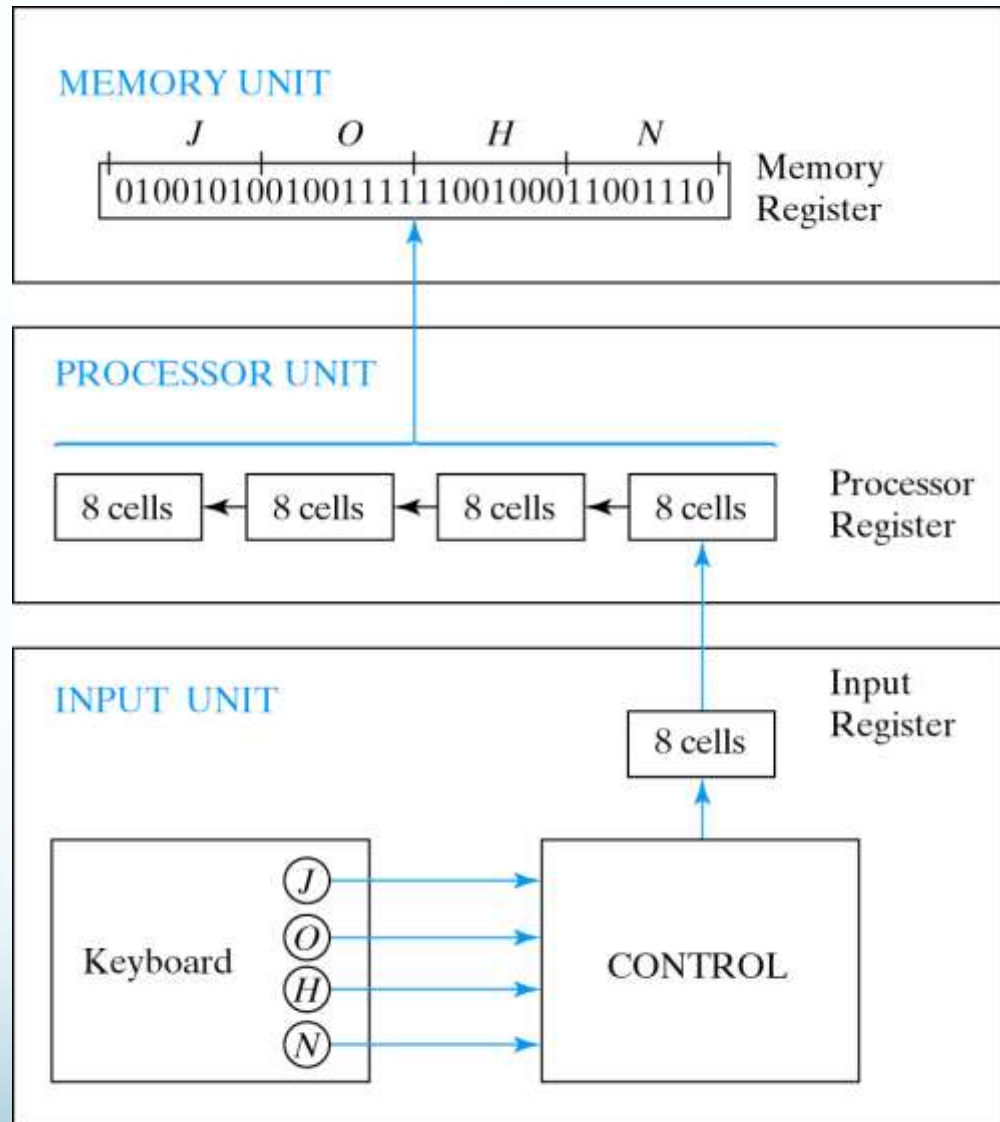 MEMORY UNIT
J O H N
01001010010011111100100011001110
Memory
Register
PROCESSOR UNIT
8 cells 8 cells 8 cells 8 cells
Processor
Register
INPUT UNIT
Input
Register
8 cells
J
O
Keyboard
H
N
CONTROL